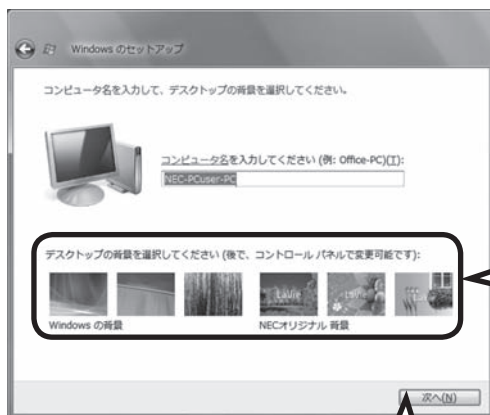 Windows のセットアップ
コンピュータ名を入力して、デスクトップの背景を選択してください。
コンピュータ名を入力してください (例: Office-PC)(T):
NEC-PCuser-PC
デスクトップの背景を選択してください (後で、コントロール パネルで変更可能です):
LaVie LaVie
Windows の背景 NECオリジナル 背景
次へ(N)